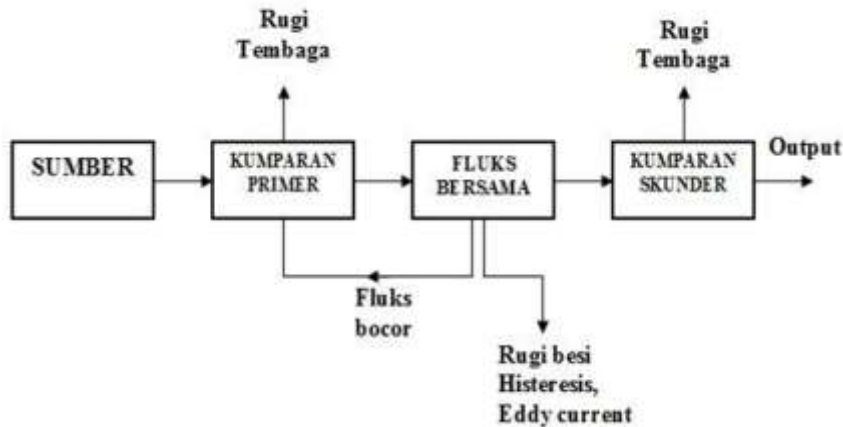 Rugi
Tembaga
Rugi
Tembaga
SUMBER
KUMPARAN
PRIMER
FLUKS
BERSAMA
KUMPARAN
SKUNDER
Output
Fluks
bocor
Rugi besi
Histeresis,
Eddy current